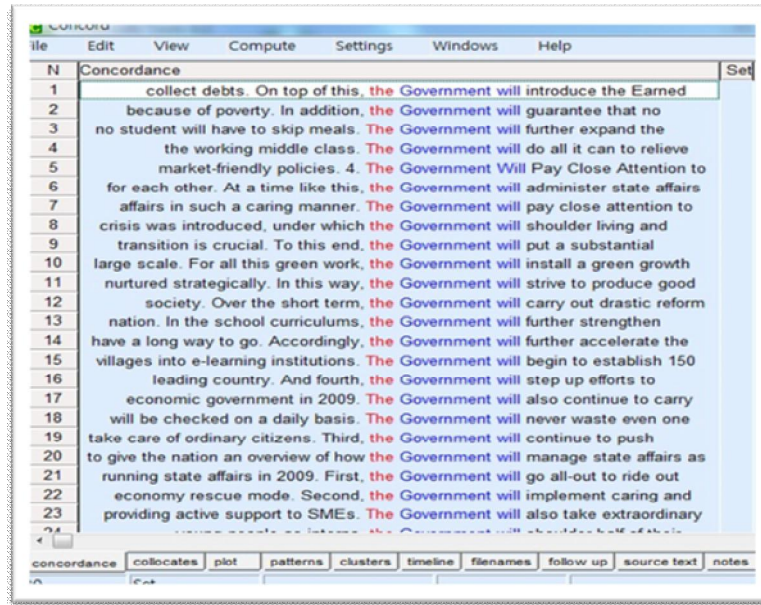 Concord
File Edit View Compute Settings Windows Help
N Concordance Set
1 collect debts. On top of this, the Government will introduce the Earned
2 because of poverty. In addition, the Government will guarantee that no
3 no student will have to skip meals. The Government will further expand the
4 the working middle class. The Government will do all it can to relieve
5 market-friendly policies. 4. The Government Will Pay Close Attention to
6 for each other. At a time like this, the Government will administer state affairs
7 affairs in such a caring manner. The Government will pay close attention to
8 crisis was introduced, under which the Government will shoulder living and
9 transition is crucial. To this end, the Government will put a substantial
10 large scale. For all this green work, the Government will install a green growth
11 nurtured strategically. In this way, the Government will strive to produce good
12 society. Over the short term, the Government will carry out drastic reform
13 nation. In the school curriculums, the Government will further strengthen
14 have a long way to go. Accordingly, the Government will further accelerate the
15 villages into e-learning institutions. The Government will begin to establish 150
16 leading country. And fourth, the Government will step up efforts to
17 economic government in 2009. The Government will also continue to carry
18 will be checked on a daily basis. The Government will never waste even one
19 take care of ordinary citizens. Third, the Government will continue to push
20 to give the nation an overview of how the Government will manage state affairs as
21 running state affairs in 2009. First, the Government will go all-out to ride out
22 economy rescue mode. Second, the Government will implement caring and
23 providing active support to SMEs. The Government will also take extraordinary
24 young people as interns, the Government will shoulder half of their
concordance collocates plot patterns clusters timeline filenames follow up source text notes
Set